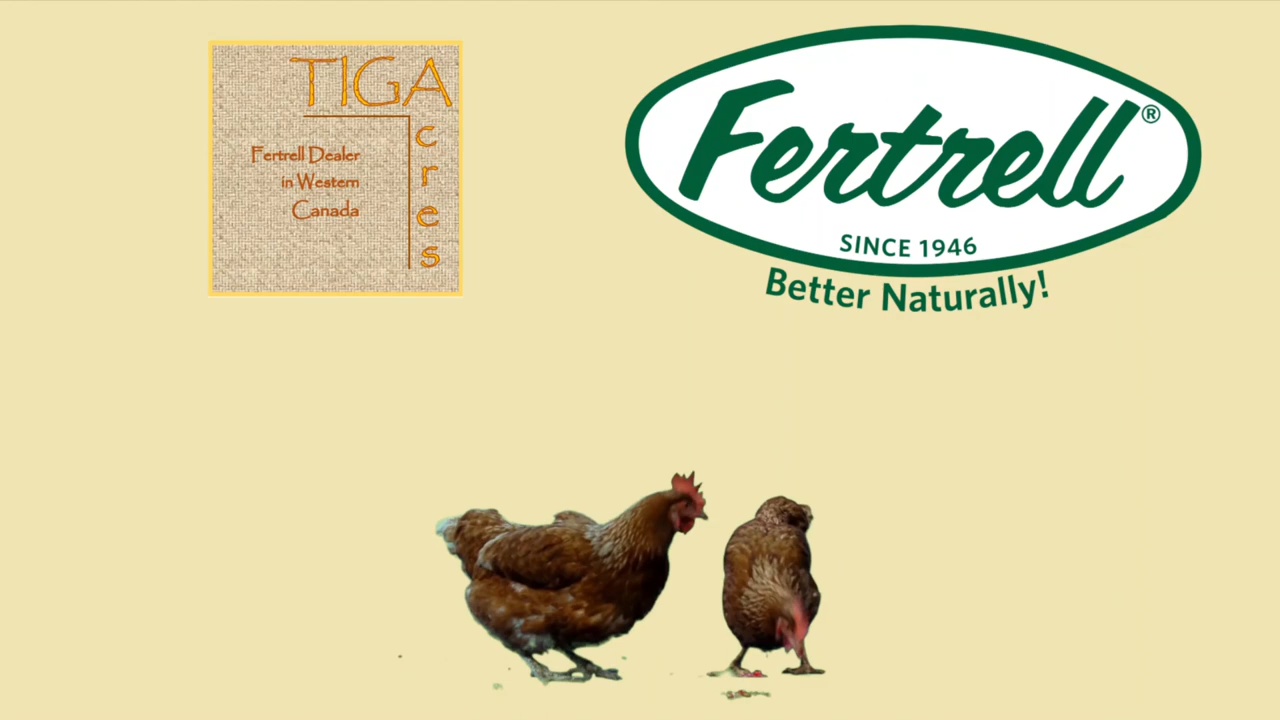 TIGA
cres
Fertrell Dealer
in Western
Canada
Fertrell®
SINCE 1946
Better Naturally!